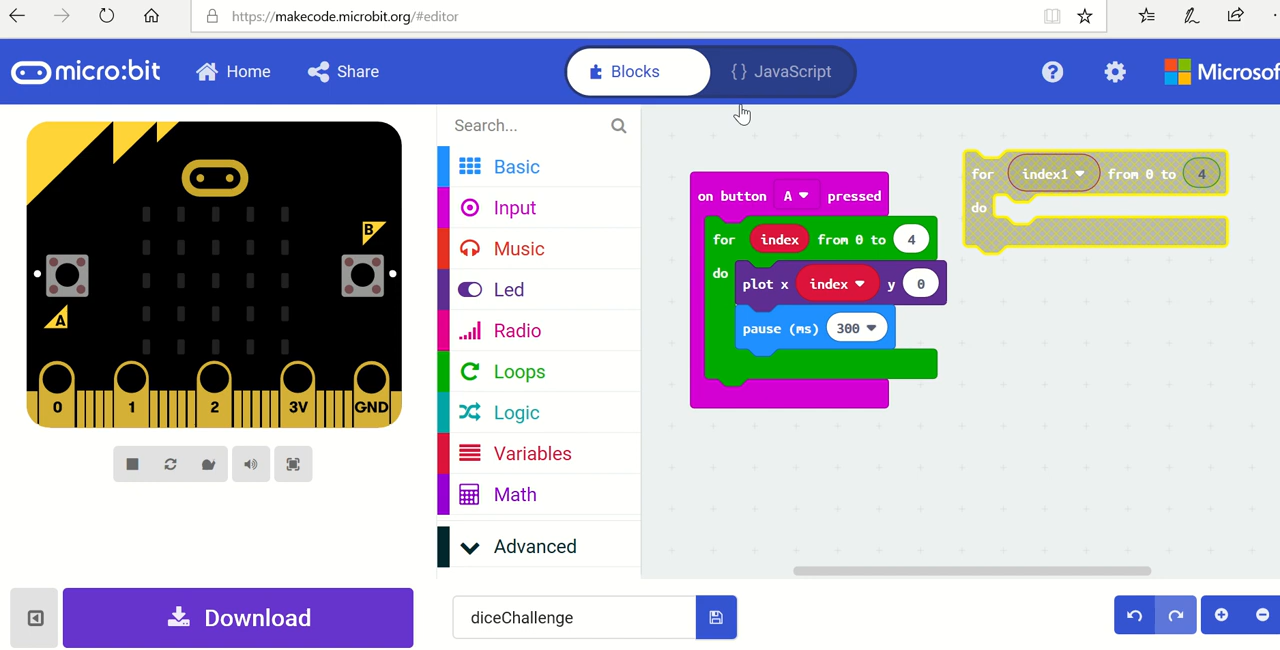 https://makecode.microbit.org/#editor
micro:bit Home Share Blocks {} JavaScript ? Microsof
Search...
Basic
Input
Music
Led
Radio
Loops
Logic
Variables
Math
Advanced
B
A
0 1 2 3V GND
on button A pressed
for index from 0 to 4
do
plot x index y 0
pause (ms) 300
for index1 from 0 to 4
do
Download
diceChallenge